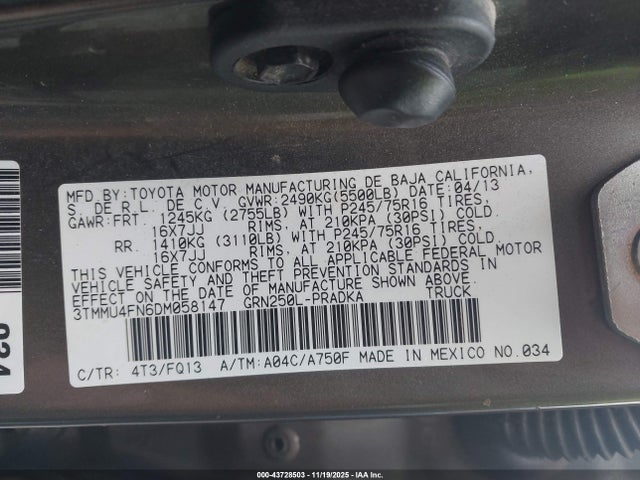 MFD BY: TOYOTA MOTOR MANUFACTURING DE BAJA CALIFORNIA,
S. DE R.L. DE C.V. GVWR: 2490KG(5500LB) DATE: 04/13
GAWR: FRT. 1245KG (2755LB) WITH P245/75R16 TIRES,
16X7JJ RIMS, AT 210KPA (30PSI) COLD.
RR. 1410KG (3110LB) WITH P245/75R16 TIRES,
16X7JJ RIMS, AT 210KPA (30PSI) COLD.
THIS VEHICLE CONFORMS TO ALL APPLICABLE FEDERAL MOTOR
VEHICLE SAFETY AND THEFT PREVENTION STANDARDS IN
EFFECT ON THE DATE OF MANUFACTURE SHOWN ABOVE.
3TMMU4FN6DM058147 GRN250L-PRADKA TRUCK
C/TR: 4T3/FQ13 A/TM: A04C/A750F MADE IN MEXICO NO.034
000-43728503 - 11/19/2025 - IAA Inc.